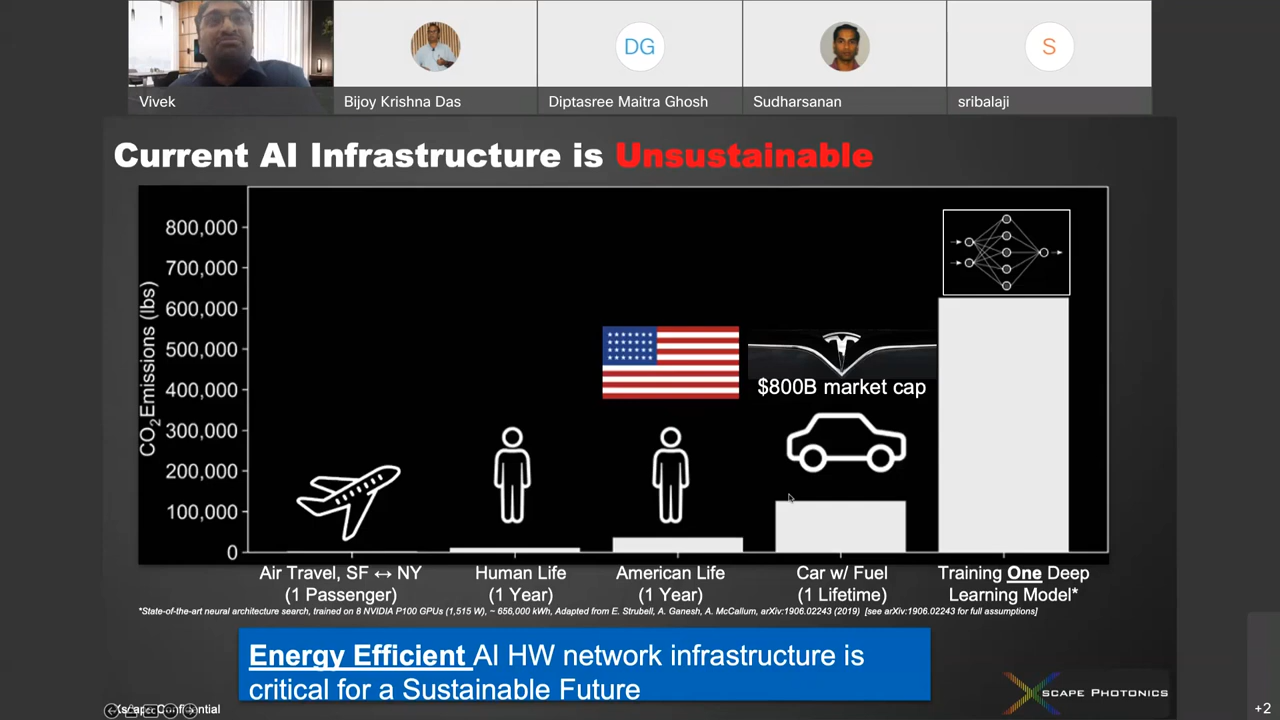 Vivek
Bijoy Krishna Das
DG
Diptasree Maitra Ghosh
Sudharsanan
S
sribalaji
Current AI Infrastructure is Unsustainable
CO2 Emissions (lbs)
800,000
700,000
600,000
500,000
400,000
300,000
200,000
100,000
0
$800B market cap
Air Travel, SF ↔ NY
(1 Passenger)
Human Life
(1 Year)
American Life
(1 Year)
Car w/ Fuel
(1 Lifetime)
Training One Deep
Learning Model*
*State-of-the-art neural architecture search, trained on 8 NVIDIA P100 GPUs (1,515 W), ~ 656,000 kWh, Adapted from E. Strubell, A. Ganesh, A. McCallum, arXiv:1906.02243 (2019) [see arXiv:1906.02243 for full assumptions]
Energy Efficient AI HW network infrastructure is
critical for a Sustainable Future
XSCAPE PHOTONICS
+2